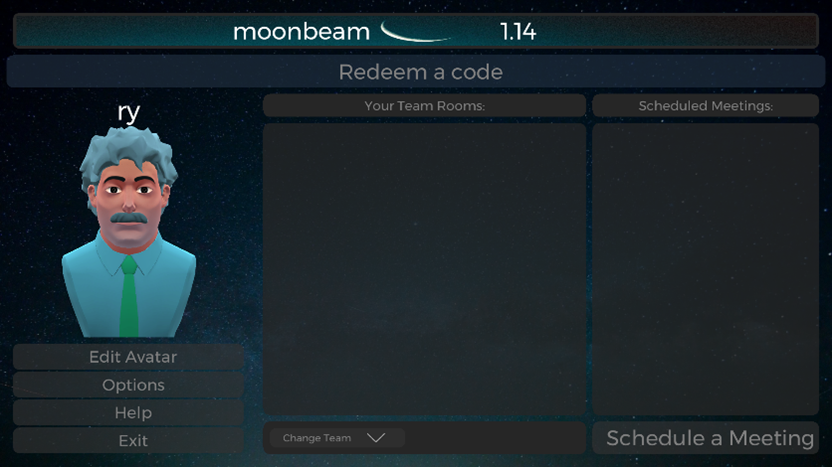 moonbeam 1.14
Redeem a code
ry
Your Team Rooms:
Scheduled Meetings:
Edit Avatar
Options
Help
Exit
Change Team
Schedule a Meeting